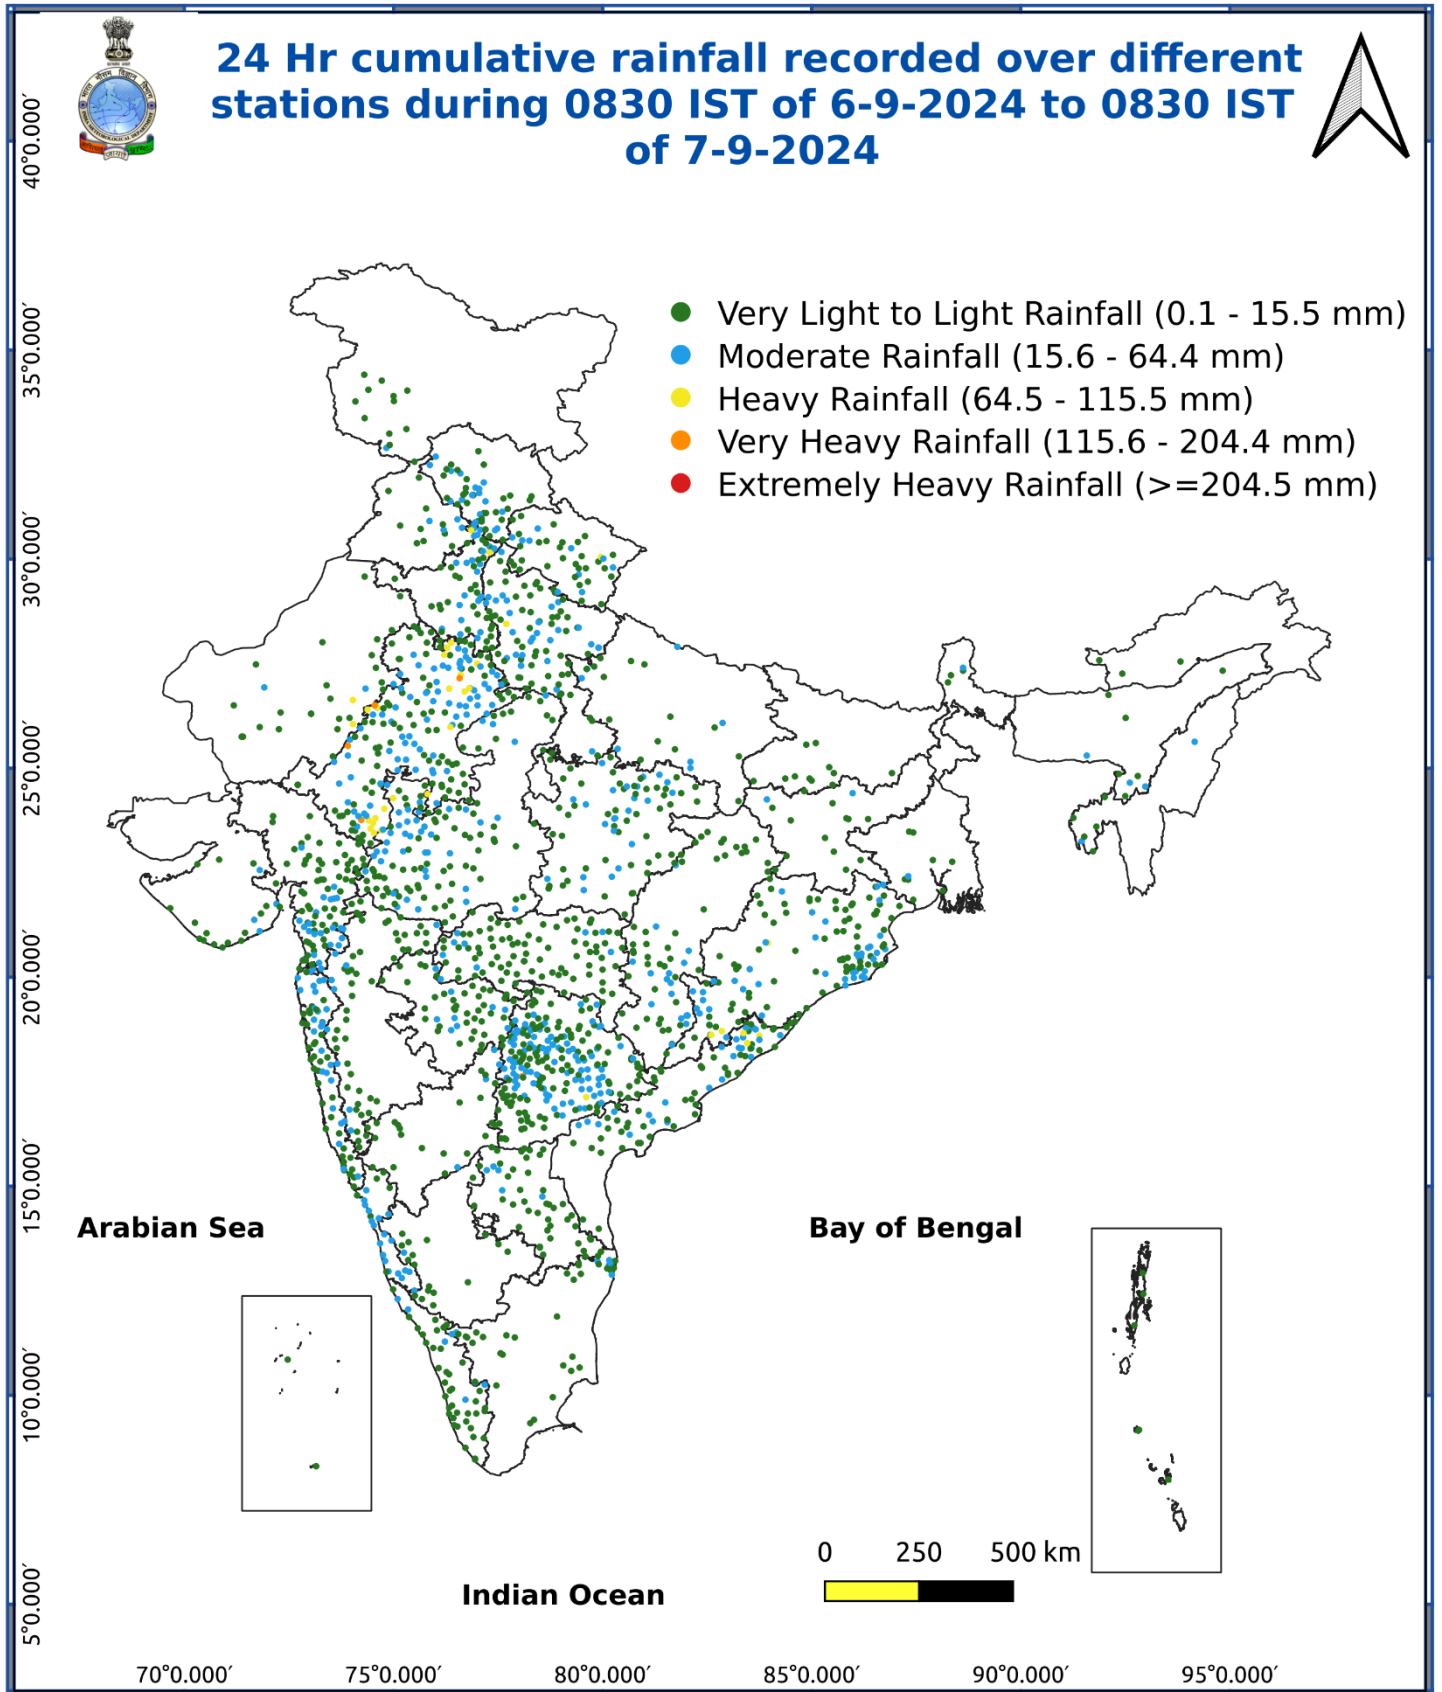 24 Hr cumulative rainfall recorded over different
stations during 0830 IST of 6-9-2024 to 0830 IST
of 7-9-2024
भारत मौसम विज्ञान विभाग
INDIA METEOROLOGICAL DEPARTMENT
Very Light to Light Rainfall (0.1 - 15.5 mm)
Moderate Rainfall (15.6 - 64.4 mm)
Heavy Rainfall (64.5 - 115.5 mm)
Very Heavy Rainfall (115.6 - 204.4 mm)
Extremely Heavy Rainfall (>=204.5 mm)
40°0.000′
35°0.000′
30°0.000′
25°0.000′
20°0.000′
15°0.000′
10°0.000′
5°0.000′
Arabian Sea
Bay of Bengal
Indian Ocean
0 250 500 km
70°0.000′ 75°0.000′ 80°0.000′ 85°0.000′ 90°0.000′ 95°0.000′